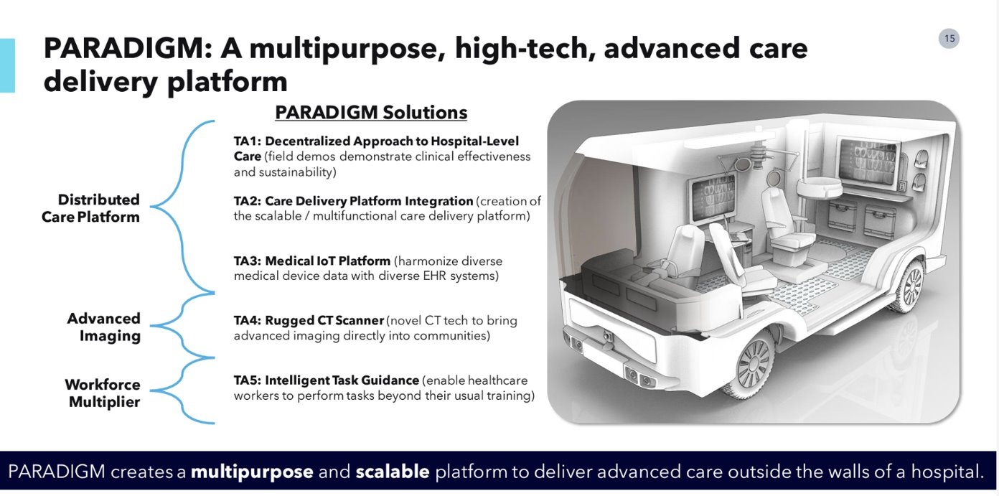 PARADIGM: A multipurpose, high-tech, advanced care
delivery platform
15
PARADIGM Solutions
Distributed
Care Platform
TA1: Decentralized Approach to Hospital-Level
Care (field demos demonstrate clinical effectiveness
and sustainability)
TA2: Care Delivery Platform Integration (creation of
the scalable / multifunctional care delivery platform)
TA3: Medical IoT Platform (harmonize diverse
medical device data with diverse EHR systems)
Advanced
Imaging
TA4: Rugged CT Scanner (novel CT tech to bring
advanced imaging directly into communities)
Workforce
Multiplier
TA5: Intelligent Task Guidance (enable healthcare
workers to perform tasks beyond their usual training)
PARADIGM creates a multipurpose and scalable platform to deliver advanced care outside the walls of a hospital.